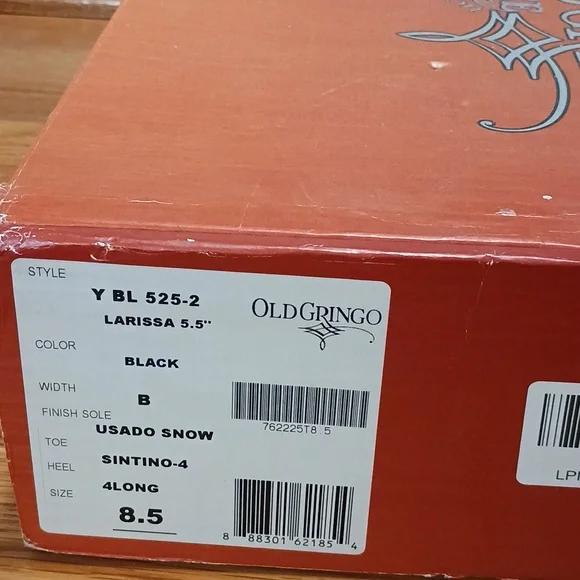 STYLE
Y BL 525-2
LARISSA 5.5"
OLD GRINGO
COLOR
BLACK
WIDTH
B
FINISH SOLE
USADO SNOW
TOE
SINTINO-4
HEEL
4LONG
SIZE
8.5
762225T8.5
8 88301 62185 4